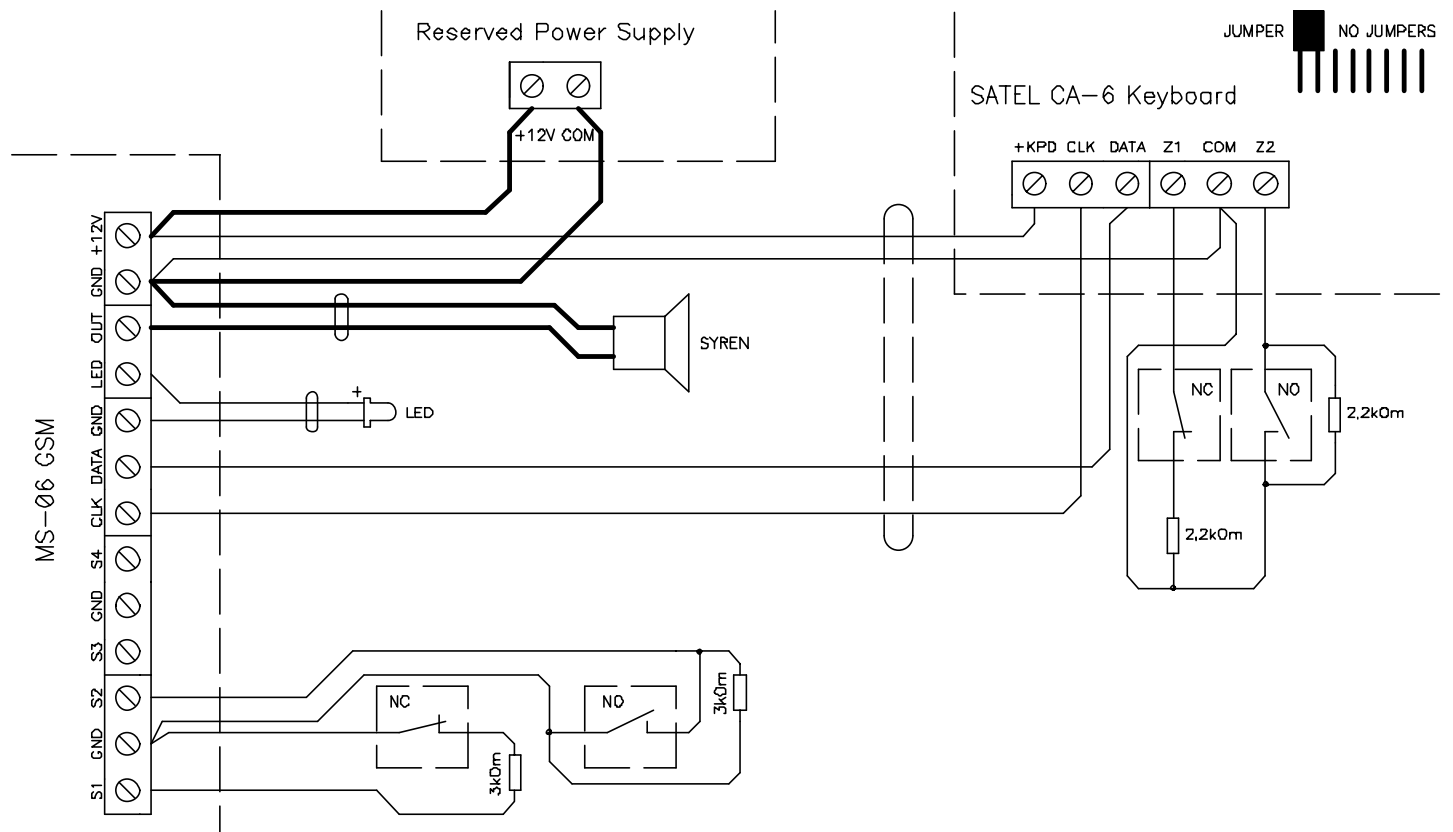 Reserved Power Supply
+12V COM
JUMPER NO JUMPERS
SATEL CA-6 Keyboard
+KPD CLK DATA Z1 COM Z2
MS-06 GSM
+12V
GND
OUT
LED
GND
DATA
CLK
S4
GND
S3
S2
GND
S1
SYREN
+
LED
NC
NO
2,2kOm
2,2kOm
NC
NO
3kOm
3kOm